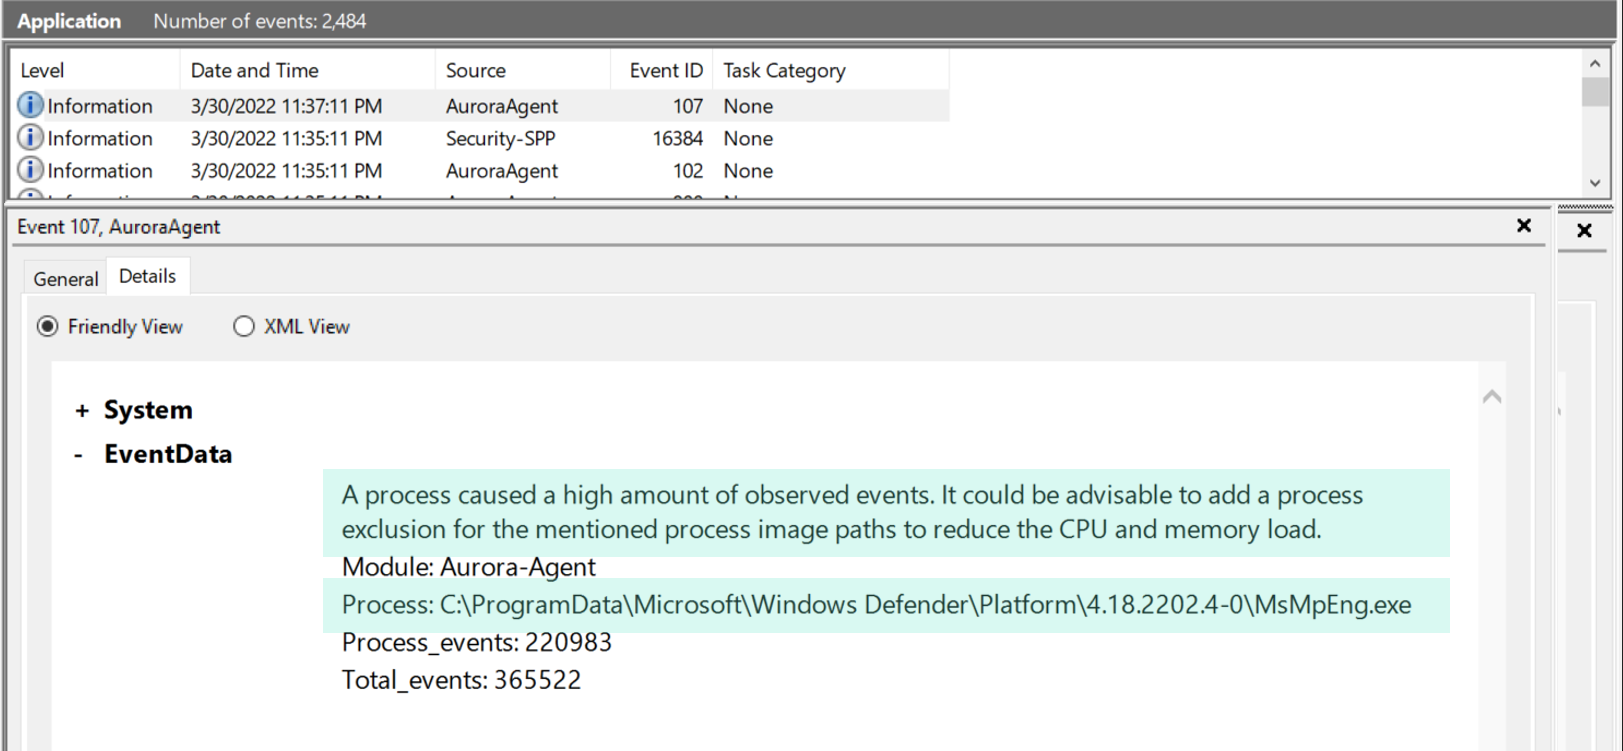 Application Number of events: 2,484
Level Date and Time Source Event ID Task Category
Information 3/30/2022 11:37:11 PM AuroraAgent 107 None
Information 3/30/2022 11:35:11 PM Security-SPP 16384 None
Information 3/30/2022 11:35:11 PM AuroraAgent 102 None
Event 107, AuroraAgent
General Details
Friendly View XML View
+ System
- EventData
A process caused a high amount of observed events. It could be advisable to add a process
exclusion for the mentioned process image paths to reduce the CPU and memory load.
Module: Aurora-Agent
Process: C:\ProgramData\Microsoft\Windows Defender\Platform\4.18.2202.4-0\MsMpEng.exe
Process_events: 220983
Total_events: 365522